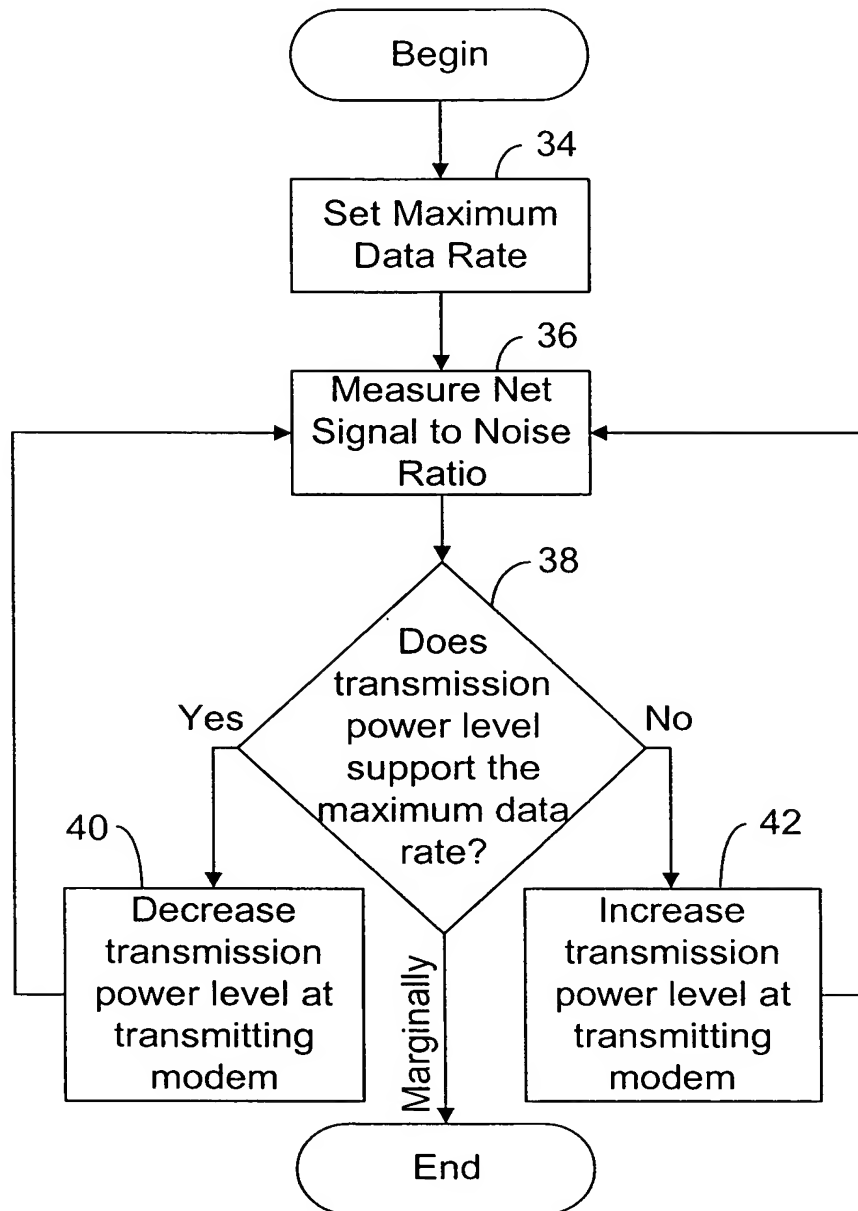 Begin
34
Set Maximum
Data Rate
36
Measure Net
Signal to Noise
Ratio
38
Does
transmission
power level
support the
maximum data
rate?
Yes
No
40
Decrease
transmission
power level at
transmitting
modem
42
Increase
transmission
power level at
transmitting
modem
Marginally
End